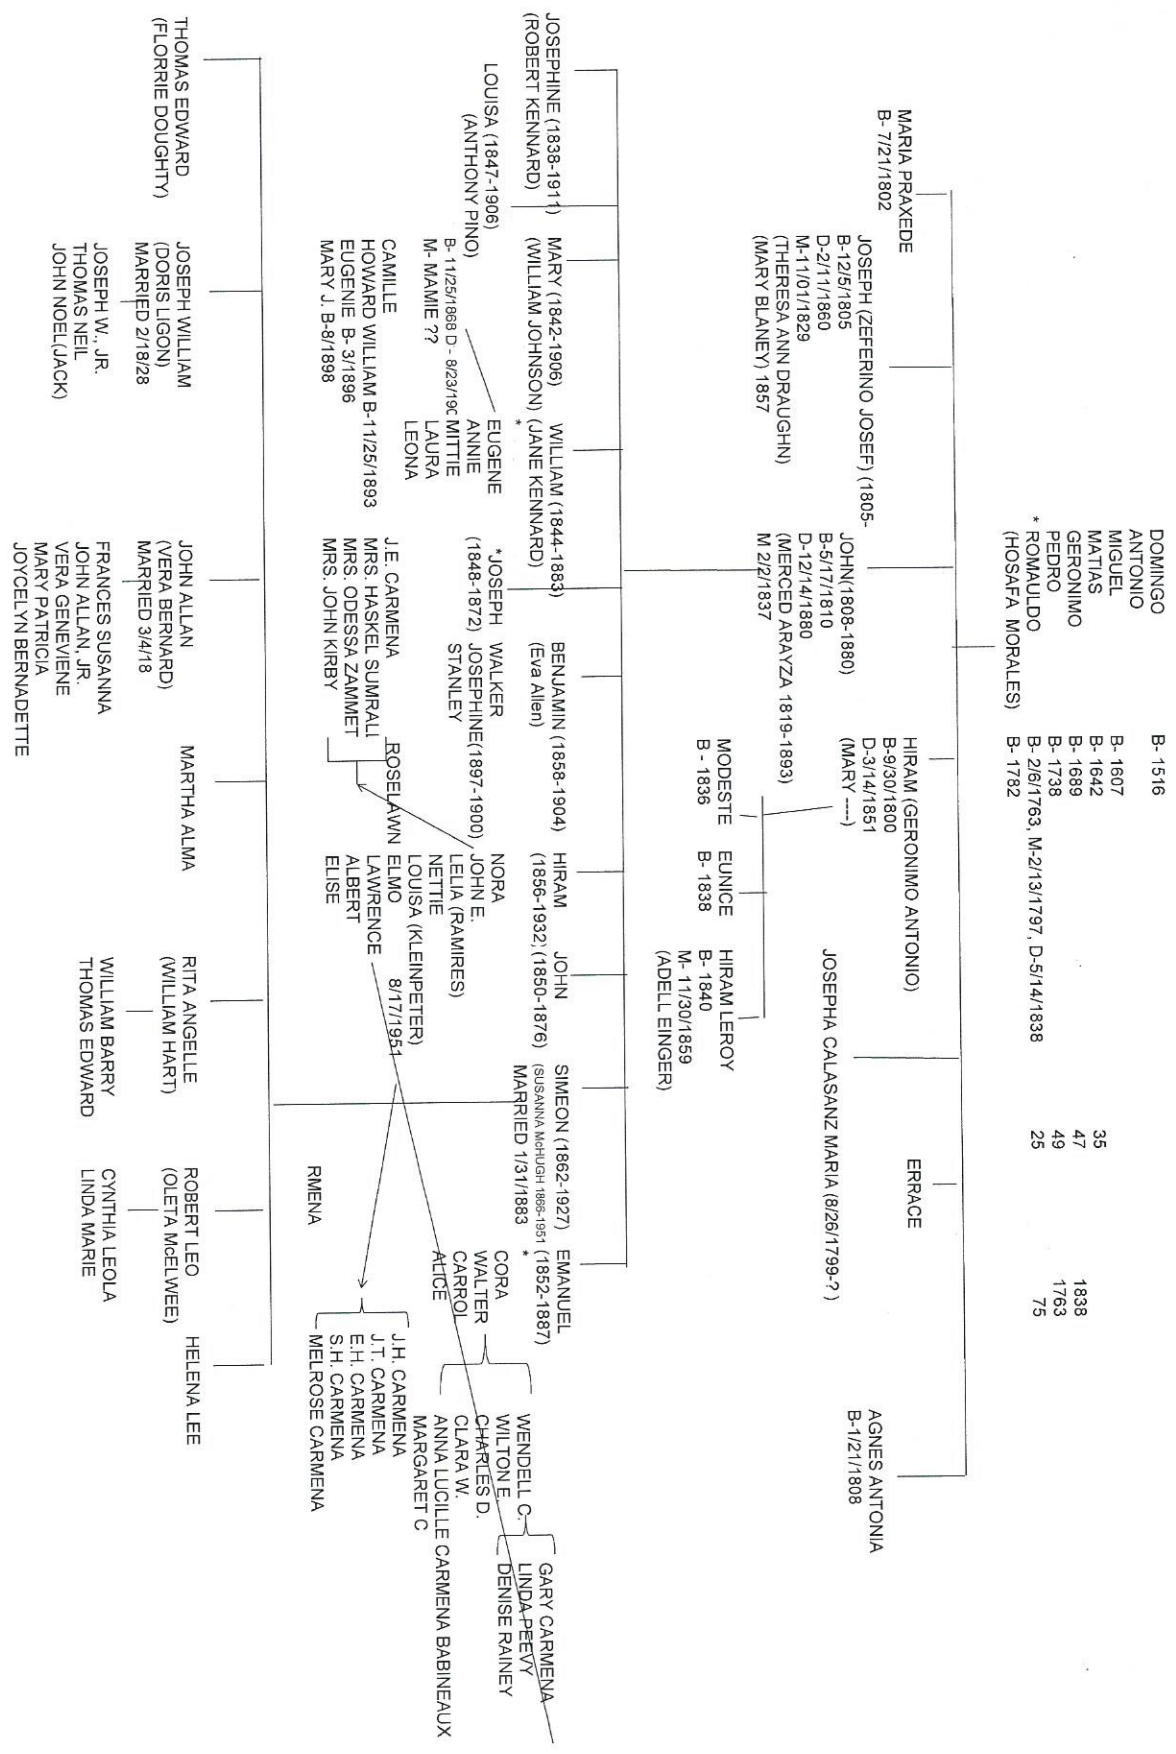 DOMINGO B- 1516
ANTONIO
MIGUEL B- 1607
MATIAS B- 1642 35
GERONIMO B- 1689 47 1838
PEDRO B- 1738 49 1763
* ROMAULDO B- 2/6/1763, M-2/13/1797, D-5/14/1838 25 75
(HOSAFA MORALES) B- 1782
MARIA PRAXEDE
B- 7/21/1802
JOSEPH (ZEFERINO JOSEF) (1805-
B-12/5/1805
D-2/11/1860
M-11/01/1829
(THERESA ANN DRAUGHN)
(MARY BLANEY) 1857
JOHN(1808-1880)
B-5/17/1810
D-12/14/1880
(MERCED ARAYZA 1819-1893)
M 2/2/1837
HIRAM (GERONIMO ANTONIO)
B-9/30/1800
D-3/14/1851
(MARY ----)
JOSEPHA CALASANZ MARIA (8/26/1799-? )
ERRACE
AGNES ANTONIA
B-1/21/1808
MODESTE
B - 1836
EUNICE
B- 1838
HIRAM LEROY
B- 1840
M- 11/30/1859
(ADELL EINGER)
JOSEPHINE (1838-1911)
(ROBERT KENNARD)
LOUISA (1847-1906)
(ANTHONY PINO)
MARY (1842-1906)
(WILLIAM JOHNSON)
WILLIAM (1844-1883)
(JANE KENNARD)
*
*JOSEPH
(1848-1872)
BENJAMIN (1858-1904)
(Eva Allen)
HIRAM
(1856-1932)
JOHN
(1850-1876)
SIMEON (1862-1927)
(SUSANNA McHUGH 1866-1951
MARRIED 1/31/1883
EMANUEL
(1852-1887)
*
B- 11/25/1868 D - 8/23/190
M- MAMIE ??
EUGENE
ANNIE
MITTIE
LAURA
LEONA
CAMILLE
HOWARD WILLIAM B-11/25/1893
EUGENIE B- 3/1896
MARY J. B-8/1898
WALKER
JOSEPHINE(1897-1900)
STANLEY
J.E. CARMENA
MRS. HASKEL SUMRALL
MRS. ODESSA ZAMMET
MRS. JOHN KIRBY
ROSELAWN
NORA
JOHN E.
LELIA (RAMIRES)
NETTIE
LOUISA (KLEINPETER)
ELMO 8/17/1951
LAWRENCE
ALBERT
ELISE
RMENA
CORA
WALTER
CARROL
ALICE
WENDELL C.
WILTON E.
CHARLES D.
CLARA W.
ANNA LUCILLE CARMENA BABINEAUX
MARGARET C
GARY CARMENA
LINDA PEEVY
DENISE RAINEY
J.H. CARMENA
J.T. CARMENA
E.H. CARMENA
S.H. CARMENA
MELROSE CARMENA
THOMAS EDWARD
(FLORRIE DOUGHTY)
JOSEPH WILLIAM
(DORIS LIGON)
MARRIED 2/18/28
JOSEPH W., JR.
THOMAS NEIL
JOHN NOEL(JACK)
JOHN ALLAN
(VERA BERNARD)
MARRIED 3/4/18
FRANCES SUSANNA
JOHN ALLAN, JR.
VERA GENEVIENE
MARY PATRICIA
JOYCELYN BERNADETTE
MARTHA ALMA
RITA ANGELLE
(WILLIAM HART)
WILLIAM BARRY
THOMAS EDWARD
ROBERT LEO
(OLETA McELWEE)
CYNTHIA LEOLA
LINDA MARIE
HELENA LEE